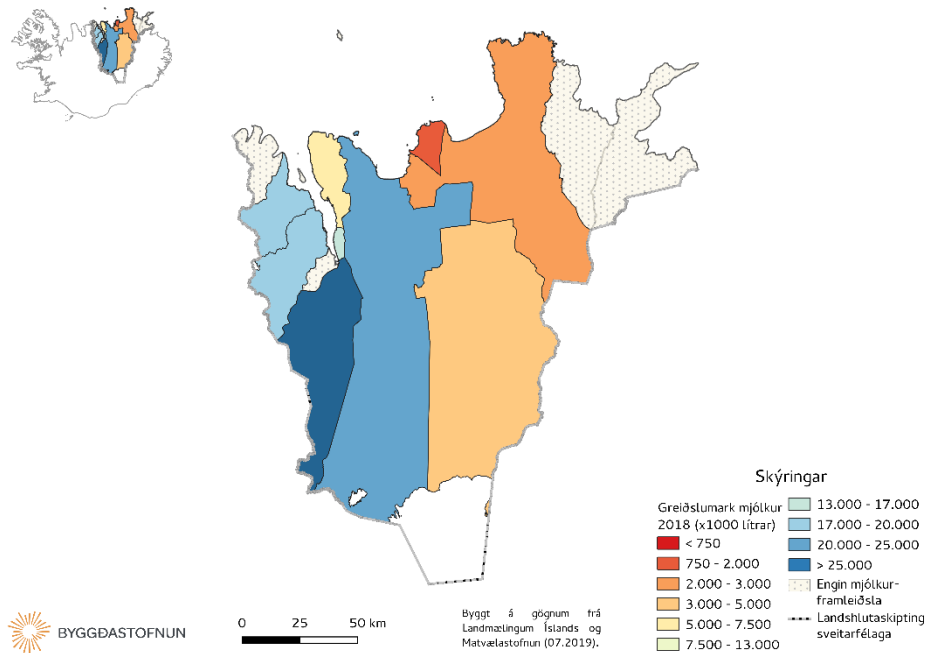 Skýringar
Greiðslumark mjólkur
2018 (x1000 lítrar)
< 750
750 - 2.000
2.000 - 3.000
3.000 - 5.000
5.000 - 7.500
7.500 - 13.000
13.000 - 17.000
17.000 - 20.000
20.000 - 25.000
> 25.000
Engin mjólkur-
framleiðsla
Landshlutaskipting
sveitarfélaga
BYGGÐASTOFNUN
0 25 50 km
Byggt á gögnum frá
Landmælingum Íslands og
Matvælastofnun (07.2019).